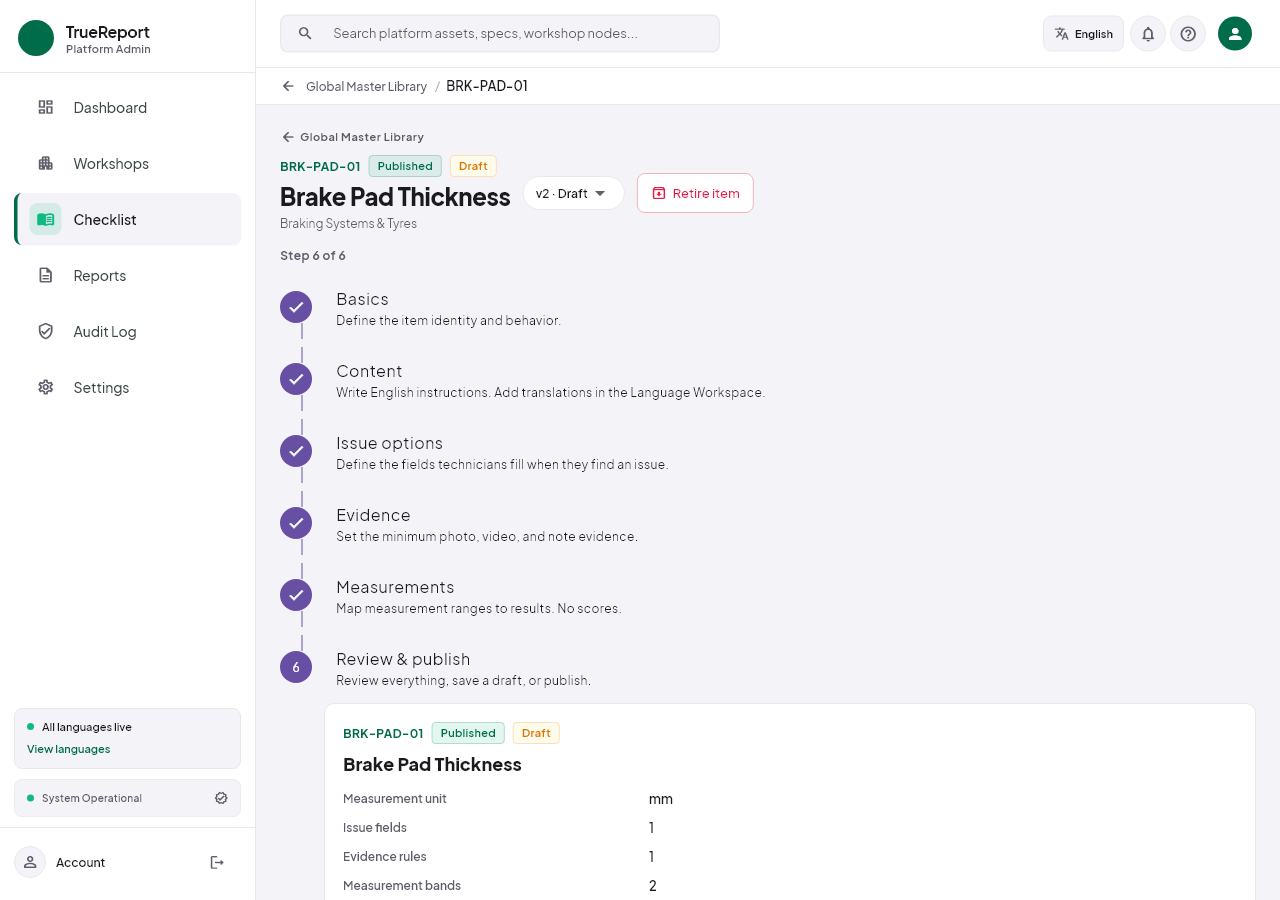 TrueReport
Platform Admin
Search platform assets, specs, workshop nodes...
English
Global Master Library / BRK-PAD-01
Dashboard
Workshops
Checklist
Reports
Audit Log
Settings
All languages live
View languages
System Operational
Account
Global Master Library
BRK-PAD-01 Published Draft
Brake Pad Thickness
v2 · Draft
Retire item
Braking Systems & Tyres
Step 6 of 6
Basics
Define the item identity and behavior.
Content
Write English instructions. Add translations in the Language Workspace.
Issue options
Define the fields technicians fill when they find an issue.
Evidence
Set the minimum photo, video, and note evidence.
Measurements
Map measurement ranges to results. No scores.
6
Review & publish
Review everything, save a draft, or publish.
BRK-PAD-01 Published Draft
Brake Pad Thickness
Measurement unit mm
Issue fields 1
Evidence rules 1
Measurement bands 2